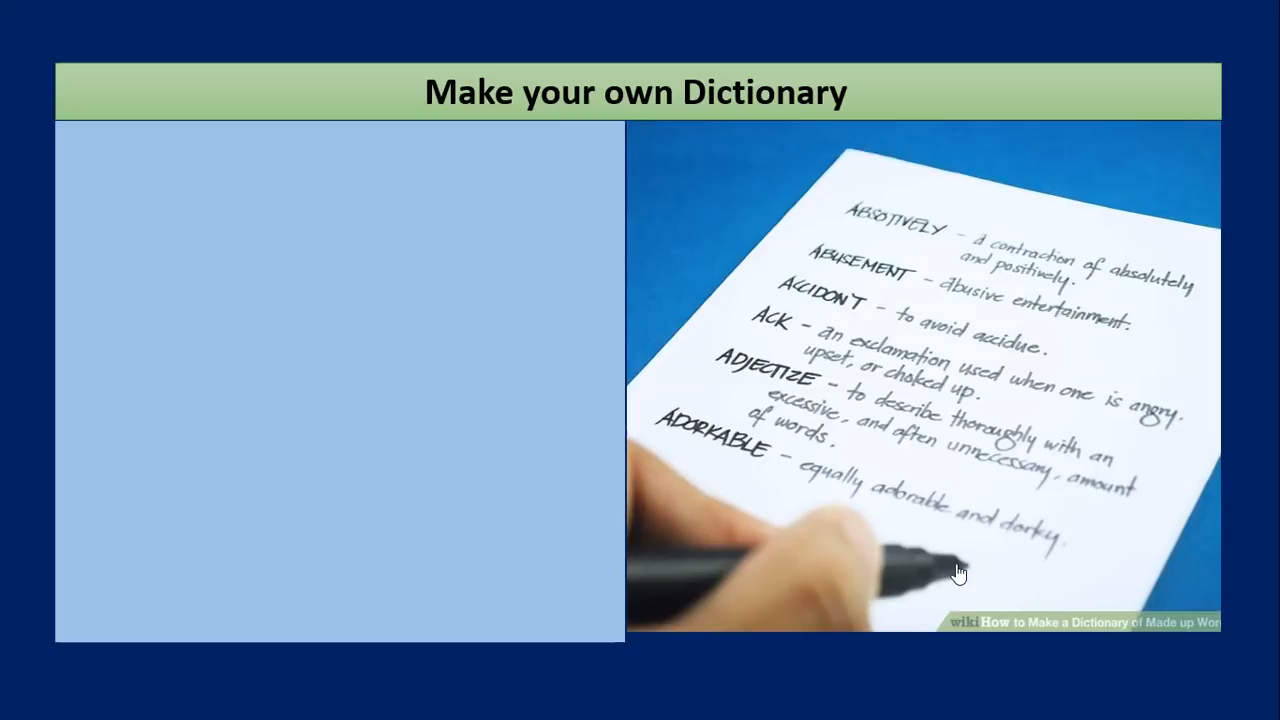 Make your own Dictionary
ABSOTIVELY - a contraction of absolutely
and positively.
ABUSEMENT - abusive entertainment.
ACCIDON'T - to avoid accidue.
ACK - an exclamation used when one is angry.
upset, or choked up.
ADJECTIZE - to describe thoroughly with an
excessive, and often unnecessary, amount
of words.
ADORKABLE - equally adorable and dorky.
wikiHow to Make a Dictionary of Made up Wor